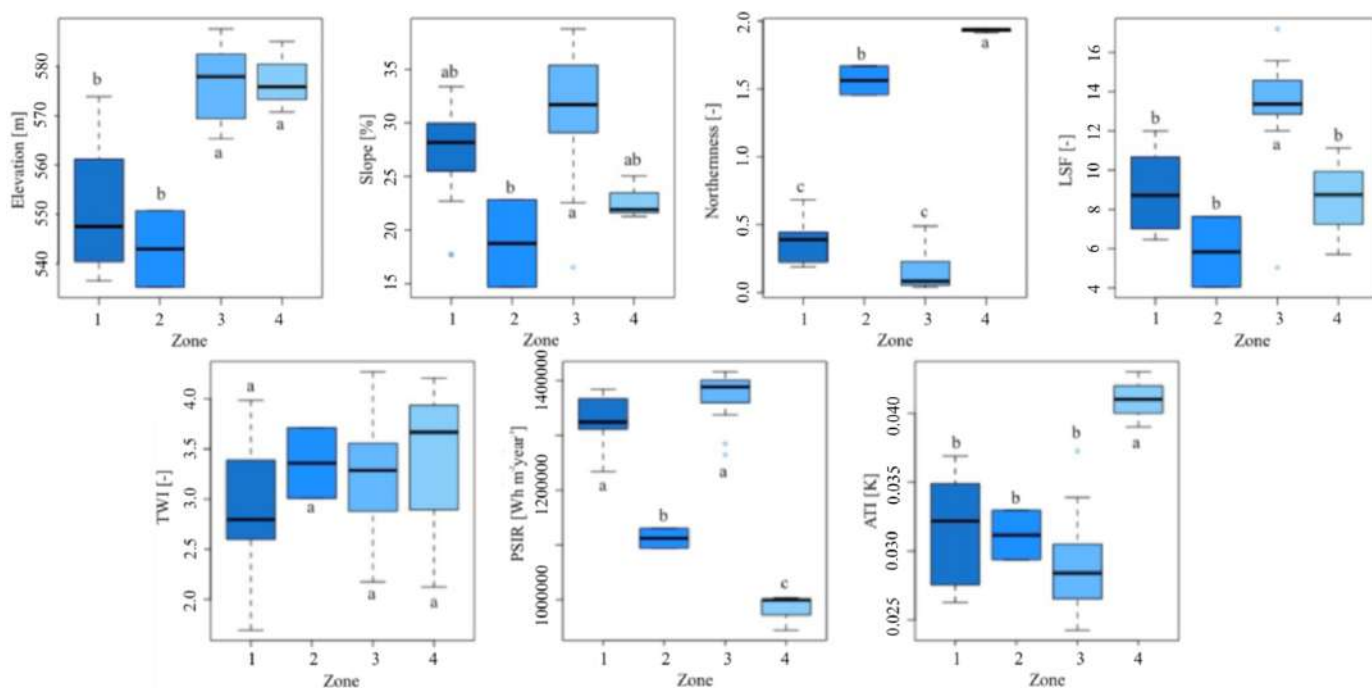 Elevation [m]
580
570
560
550
540
b
b
a
a
1 2 3 4
Zone
Slope [%]
35
30
25
20
15
ab
b
a
ab
1 2 3 4
Zone
Northernness [-]
2.0
1.5
1.0
0.5
0.0
c
b
c
a
1 2 3 4
Zone
LSF [-]
16
14
12
10
8
6
4
b
b
a
b
1 2 3 4
Zone
TWI [-]
4.0
3.5
3.0
2.5
2.0
a
a
a
a
1 2 3 4
Zone
PSIR [Wh m⁻²year⁻¹]
1400000
1200000
1000000
a
b
a
c
1 2 3 4
Zone
ATI [K]
0.040
0.035
0.030
0.025
b
b
b
a
1 2 3 4
Zone